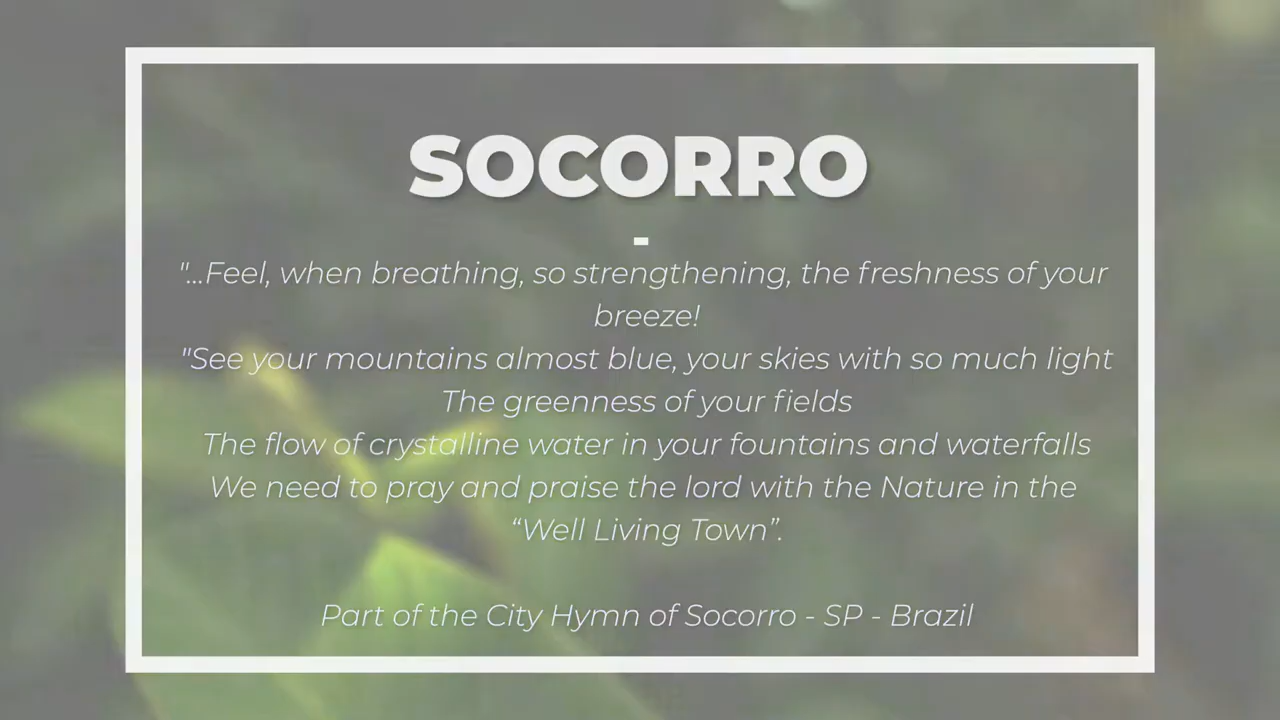 SOCORRO
-
"...Feel, when breathing, so strengthening, the freshness of your
breeze!
"See your mountains almost blue, your skies with so much light
The greenness of your fields
The flow of crystalline water in your fountains and waterfalls
We need to pray and praise the lord with the Nature in the
“Well Living Town”.
Part of the City Hymn of Socorro - SP - Brazil